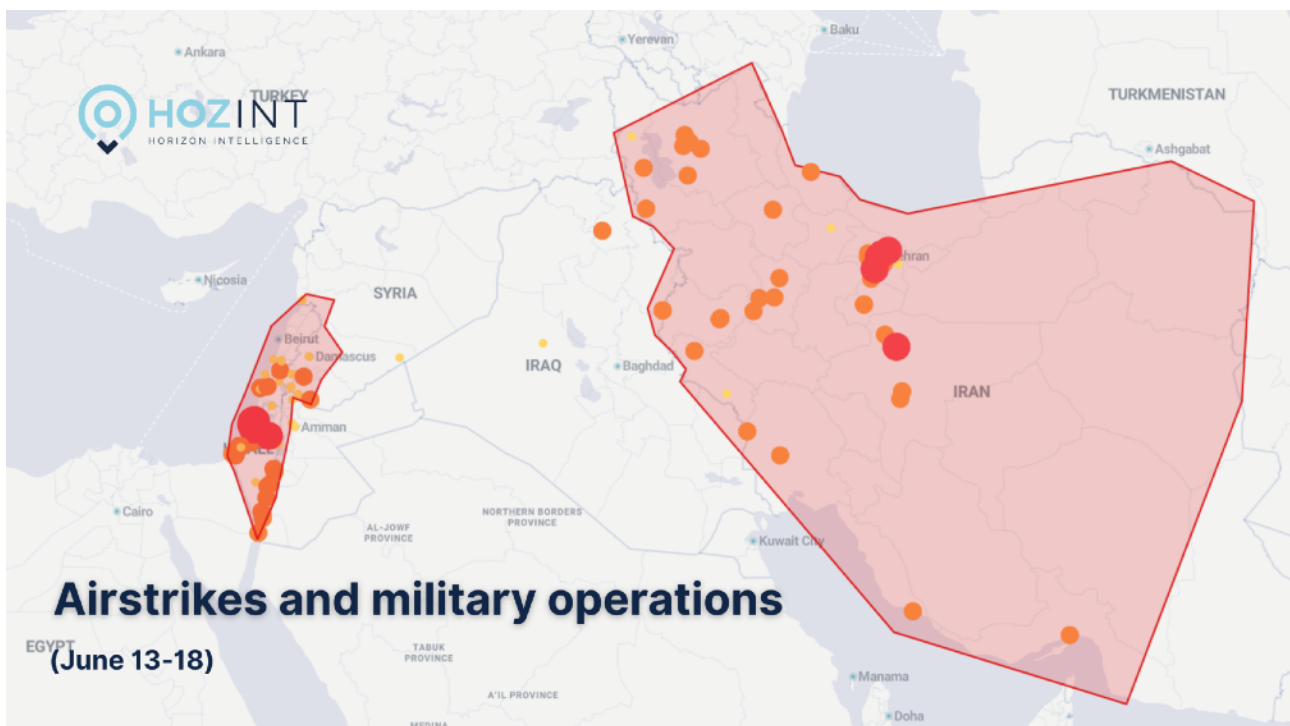 Ankara
Yerevan
Baku
HOZINT
HORIZON INTELLIGENCE
TURKEY
TURKMENISTAN
Ashgabat
Nicosia
SYRIA
Beirut
Damascus
IRAQ
Baghdad
IRAN
Amman
Cairo
NORTHERN BORDERS
PROVINCE
AL-JOWF
PROVINCE
Kuwait City
Airstrikes and military operations
(June 13-18)
EGYPT
TABUK
PROVINCE
A'IL PROVINCE
Manama
Doha